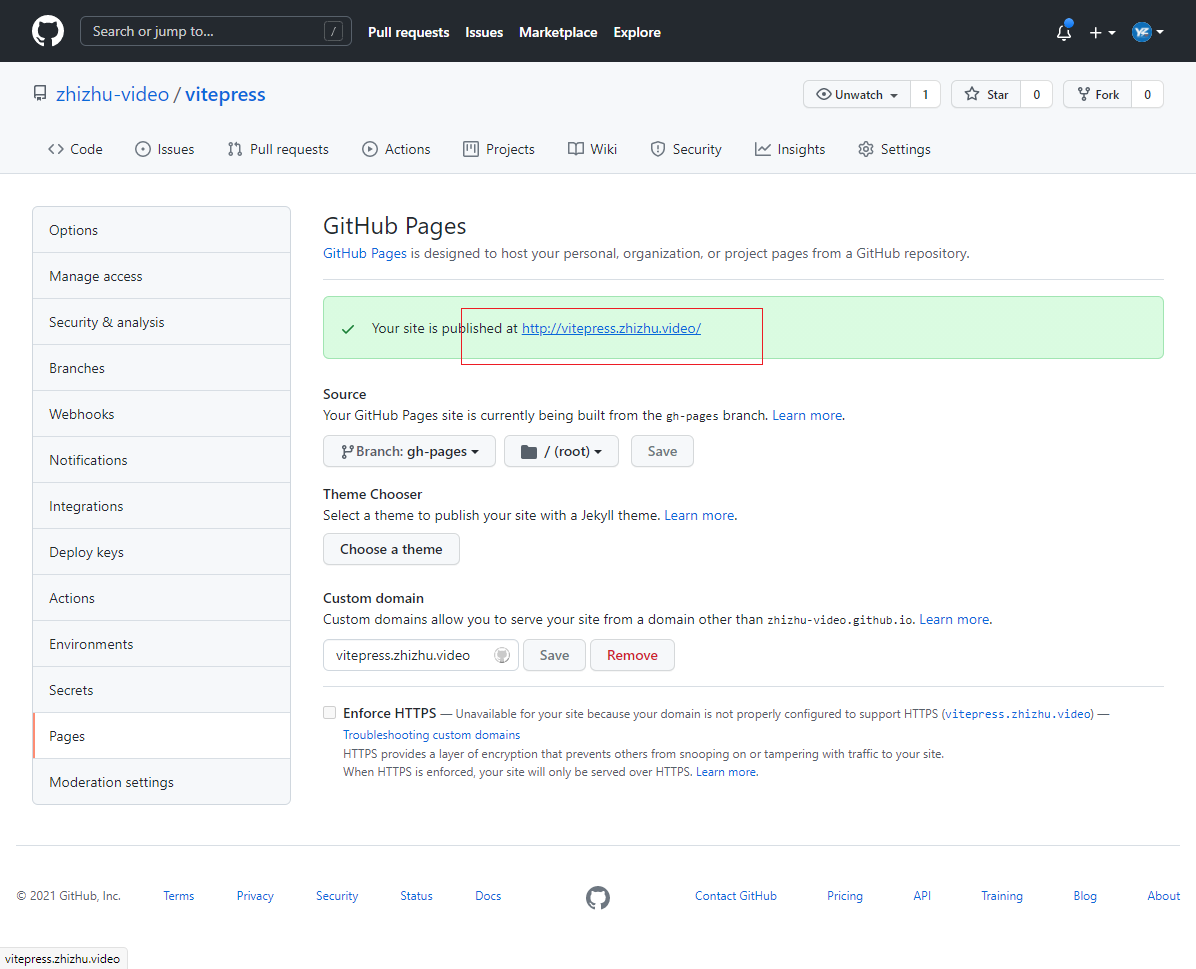 Search or jump to... /
Pull requests Issues Marketplace Explore
zhizhu-video / vitepress
Unwatch 1 Star 0 Fork 0
Code Issues Pull requests Actions Projects Wiki Security Insights Settings
Options
Manage access
Security & analysis
Branches
Webhooks
Notifications
Integrations
Deploy keys
Actions
Environments
Secrets
Pages
Moderation settings
GitHub Pages
GitHub Pages is designed to host your personal, organization, or project pages from a GitHub repository.
Your site is published at http://vitepress.zhizhu.video/
Source
Your GitHub Pages site is currently being built from the gh-pages branch. Learn more.
Branch: gh-pages / (root) Save
Theme Chooser
Select a theme to publish your site with a Jekyll theme. Learn more.
Choose a theme
Custom domain
Custom domains allow you to serve your site from a domain other than zhizhu-video.github.io. Learn more.
vitepress.zhizhu.video Save Remove
Enforce HTTPS — Unavailable for your site because your domain is not properly configured to support HTTPS (vitepress.zhizhu.video) —
Troubleshooting custom domains
HTTPS provides a layer of encryption that prevents others from snooping on or tampering with traffic to your site.
When HTTPS is enforced, your site will only be served over HTTPS. Learn more.
© 2021 GitHub, Inc. Terms Privacy Security Status Docs Contact GitHub Pricing API Training Blog About
vitepress.zhizhu.video